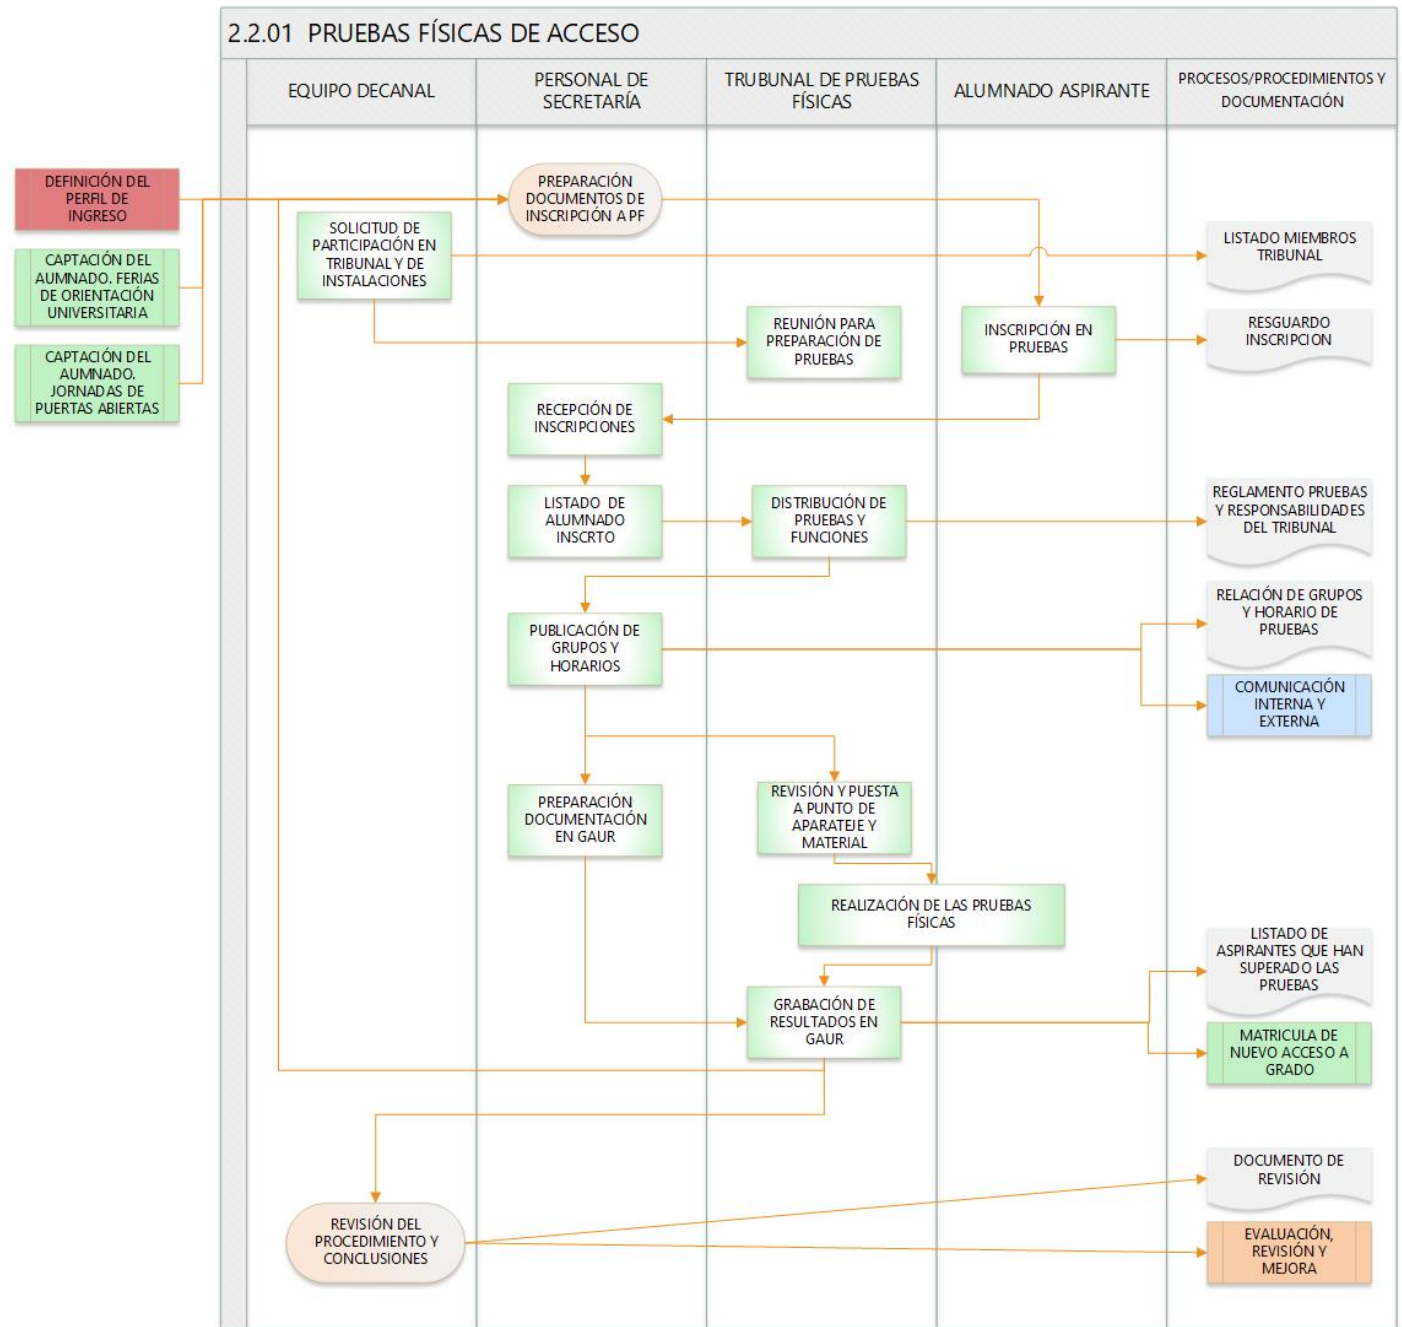 2.2.01 PRUEBAS FÍSICAS DE ACCESO
EQUIPO DECANAL
PERSONAL DE
SECRETARÍA
TRUBUNAL DE PRUEBAS
FÍSICAS
ALUMNADO ASPIRANTE
PROCESOS/PROCEDIMIENTOS Y
DOCUMENTACIÓN
DEFINICIÓN DEL
PERFIL DE
INGRESO
CAPTACIÓN DEL
AUMNADO. FERIAS
DE ORIENTACIÓN
UNIVERSITARIA
CAPTACIÓN DEL
AUMNADO.
JORNADAS DE
PUERTAS ABIERTAS
PREPARACIÓN
DOCUMENTOS DE
INSCRIPCIÓN A PF
SOLICITUD DE
PARTICIPACIÓN EN
TRIBUNAL Y DE
INSTALACIONES
LISTADO MIEMBROS
TRIBUNAL
REUNIÓN PARA
PREPARACIÓN DE
PRUEBAS
INSCRIPCIÓN EN
PRUEBAS
RESGUARDO
INSCRIPCION
RECEPCIÓN DE
INSCRIPCIONES
LISTADO DE
ALUMNADO
INSCRTO
DISTRIBUCIÓN DE
PRUEBAS Y
FUNCIONES
REGLAMENTO PRUEBAS
Y RESPONSABILIDADES
DEL TRIBUNAL
PUBLICACIÓN DE
GRUPOS Y
HORARIOS
RELACIÓN DE GRUPOS
Y HORARIO DE
PRUEBAS
COMUNICACIÓN
INTERNA Y
EXTERNA
PREPARACIÓN
DOCUMENTACIÓN
EN GAUR
REVISIÓN Y PUESTA
A PUNTO DE
APARATEJE Y
MATERIAL
REALIZACIÓN DE LAS PRUEBAS
FÍSICAS
LISTADO DE
ASPIRANTES QUE HAN
SUPERADO LAS
PRUEBAS
GRABACIÓN DE
RESULTADOS EN
GAUR
MATRICULA DE
NUEVO ACCESO A
GRADO
DOCUMENTO DE
REVISIÓN
REVISIÓN DEL
PROCEDIMIENTO Y
CONCLUSIONES
EVALUACIÓN,
REVISIÓN Y
MEJORA